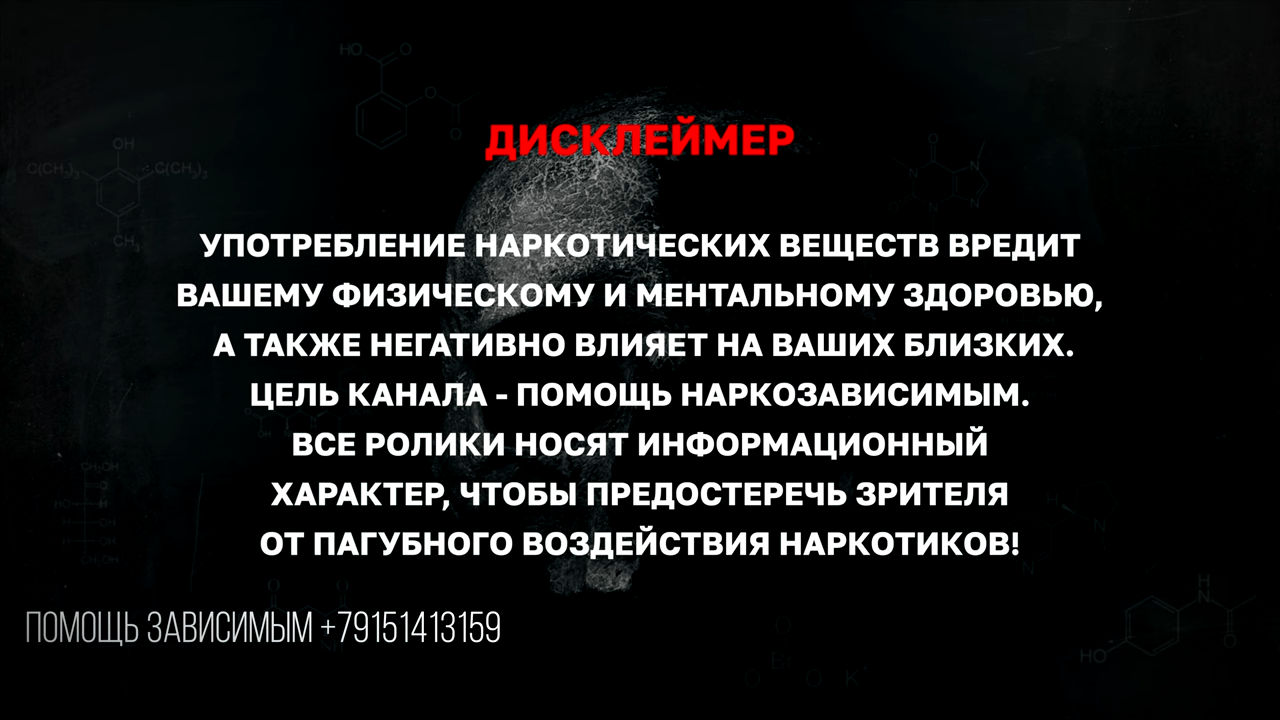 ДИСКЛЕЙМЕР
УПОТРЕБЛЕНИЕ НАРКОТИЧЕСКИХ ВЕЩЕСТВ ВРЕДИТ
ВАШЕМУ ФИЗИЧЕСКОМУ И МЕНТАЛЬНОМУ ЗДОРОВЬЮ,
А ТАКЖЕ НЕГАТИВНО ВЛИЯЕТ НА ВАШИХ БЛИЗКИХ.
ЦЕЛЬ КАНАЛА - ПОМОЩЬ НАРКОЗАВИСИМЫМ.
ВСЕ РОЛИКИ НОСЯТ ИНФОРМАЦИОННЫЙ
ХАРАКТЕР, ЧТОБЫ ПРЕДОСТЕРЕЧЬ ЗРИТЕЛЯ
ОТ ПАГУБНОГО ВОЗДЕЙСТВИЯ НАРКОТИКОВ!
ПОМОЩЬ ЗАВИСИМЫМ +79151413159